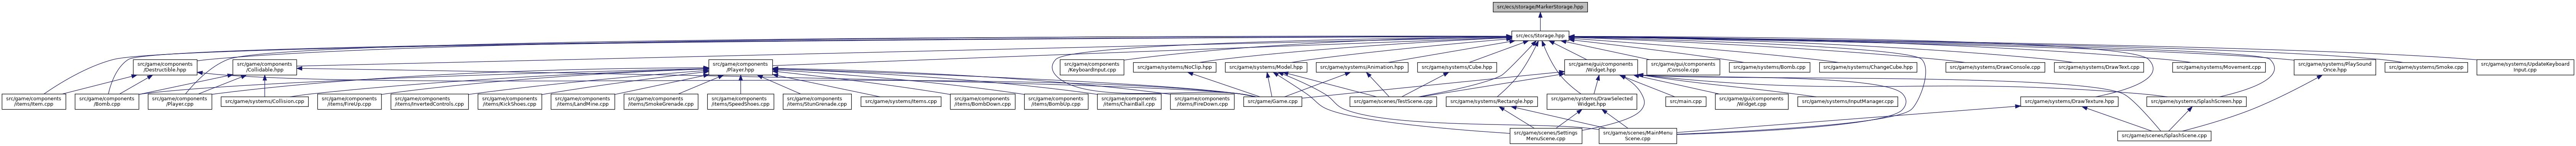 src/ecs/storage/MarkerStorage.hpp
src/ecs/Storage.hpp
src/game/components
/Destructible.hpp
src/game/components
/Collidable.hpp
src/game/components
/Player.hpp
src/game/components
/KeyboardInput.cpp
src/game/systems/NoClip.hpp
src/game/systems/Model.hpp
src/game/systems/Animation.hpp
src/game/systems/Cube.hpp
src/game/gui/components
/Widget.hpp
src/game/gui/components
/Console.cpp
src/game/systems/Bomb.cpp
src/game/systems/ChangeCube.hpp
src/game/systems/DrawConsole.cpp
src/game/systems/DrawText.cpp
src/game/systems/Movement.cpp
src/game/systems/PlaySound
Once.hpp
src/game/systems/Smoke.cpp
src/game/systems/UpdateKeyboard
Input.cpp
src/game/components
/items/Item.cpp
src/game/components
/Bomb.cpp
src/game/components
/Player.cpp
src/game/systems/Collision.cpp
src/game/components
/items/FireUp.cpp
src/game/components
/items/InvertedControls.cpp
src/game/components
/items/KickShoes.cpp
src/game/components
/items/LandMine.cpp
src/game/components
/items/SmokeGrenade.cpp
src/game/components
/items/SpeedShoes.cpp
src/game/components
/items/StunGrenade.cpp
src/game/systems/Items.cpp
src/game/components
/items/BombDown.cpp
src/game/components
/items/BombUp.cpp
src/game/components
/items/ChainBall.cpp
src/game/components
/items/FireDown.cpp
src/game/Game.cpp
src/game/scenes/TestScene.cpp
src/game/systems/Rectangle.hpp
src/game/systems/DrawSelected
Widget.hpp
src/main.cpp
src/game/gui/components
/Widget.cpp
src/game/systems/InputManager.cpp
src/game/systems/DrawTexture.hpp
src/game/systems/SplashScreen.hpp
src/game/scenes/Settings
MenuScene.cpp
src/game/scenes/MainMenu
Scene.cpp
src/game/scenes/SplashScene.cpp